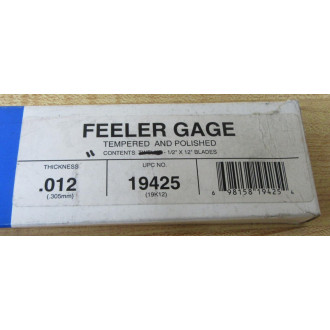 FEELER GAGE
TEMPERED AND POLISHED
CONTENTS - 1/2" X 12" BLADES
THICKNESS
.012
(.305mm)
UPC NO.
19425
(19K12)
6 98158 19425 4